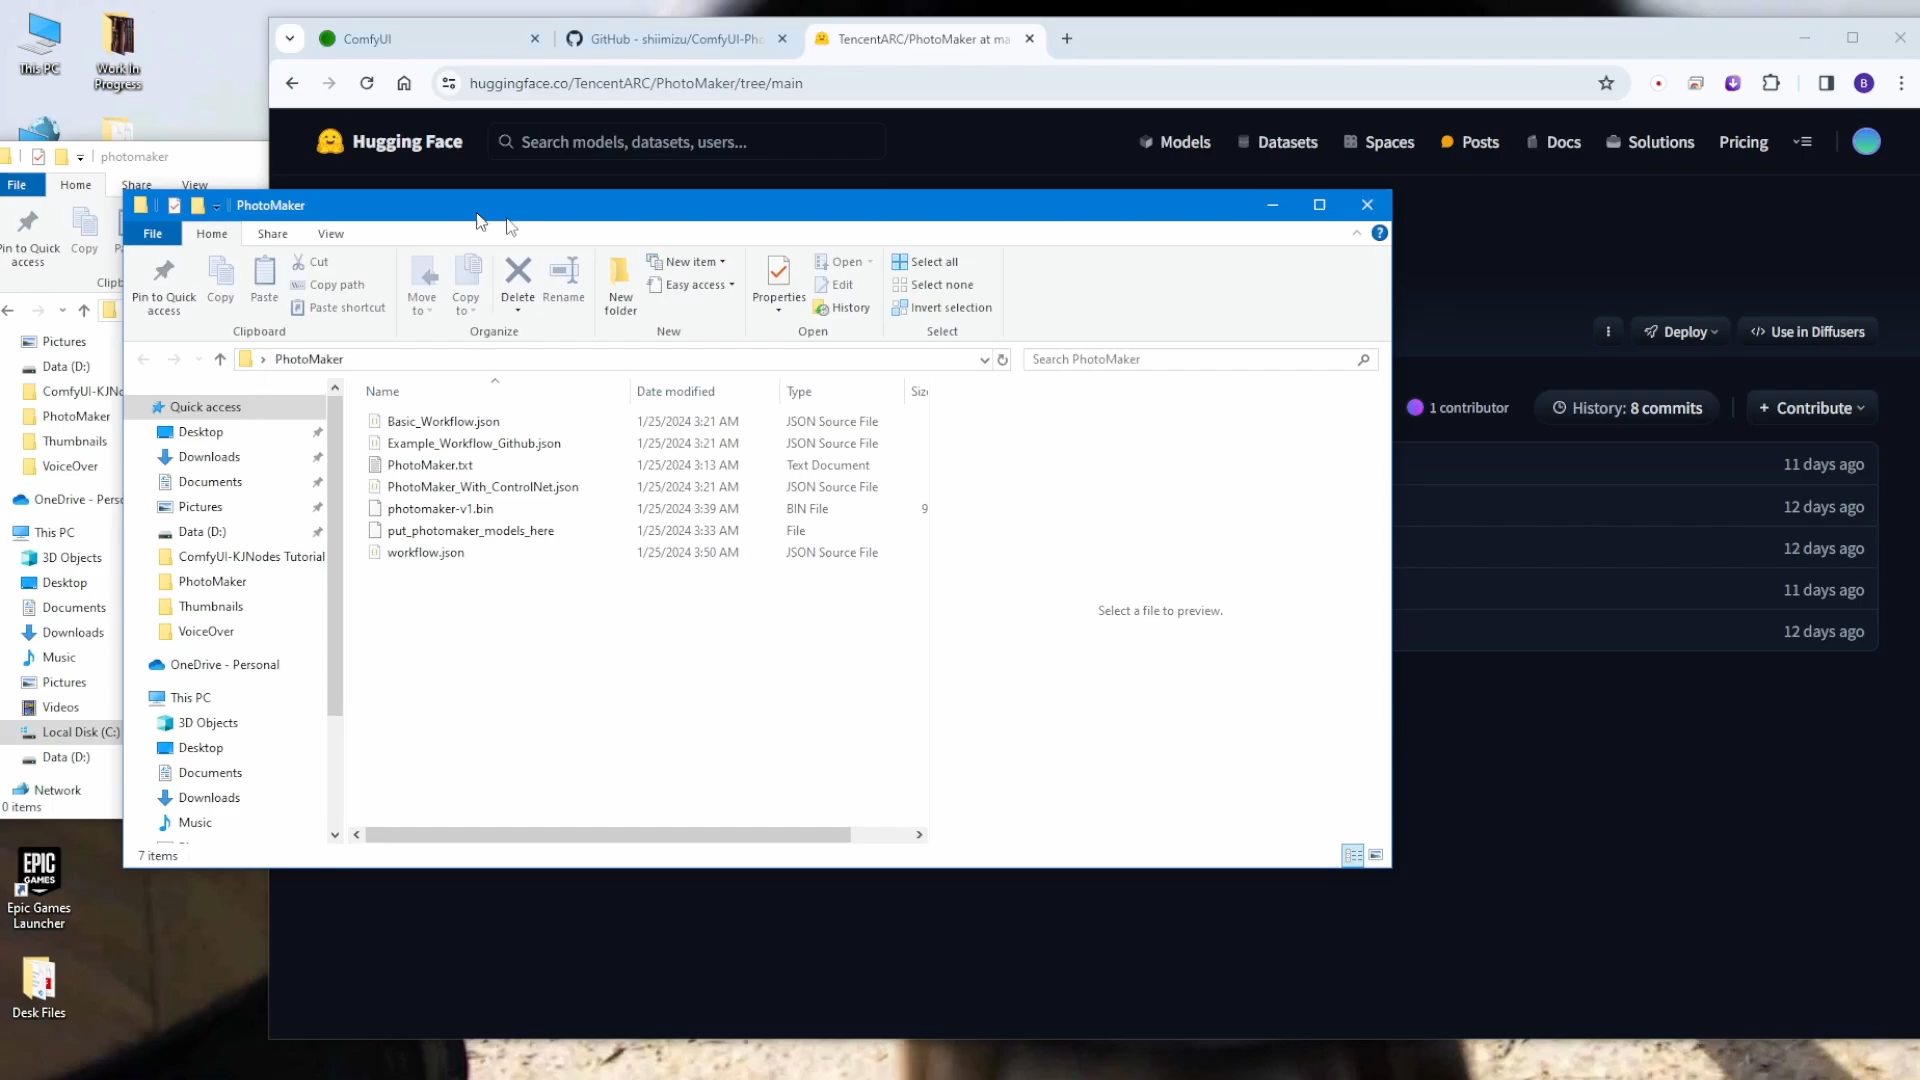 This PC
Work In
Progress
ComfyUI
GitHub - shiimizu/ComfyUI-Pho
TencentARC/PhotoMaker at ma
huggingface.co/TencentARC/PhotoMaker/tree/main
B
Hugging Face
Search models, datasets, users...
Models
Datasets
Spaces
Posts
Docs
Solutions
Pricing
photomaker
File
Home
Share
View
Pin to Quick
access
Copy
Clipb
Pictures
Data (D:)
ComfyUI-KJNo
PhotoMaker
Thumbnails
VoiceOver
OneDrive - Perso
This PC
3D Objects
Desktop
Documents
Downloads
Music
Pictures
Videos
Local Disk (C:)
Data (D:)
Network
0 items
PhotoMaker
File
Home
Share
View
Pin to Quick
access
Copy
Paste
Cut
Copy path
Paste shortcut
Clipboard
Move
to
Copy
to
Delete
Rename
Organize
New
folder
New item
Easy access
New
Properties
Open
Edit
History
Open
Select all
Select none
Invert selection
Select
PhotoMaker
Search PhotoMaker
Quick access
Desktop
Downloads
Documents
Pictures
Data (D:)
ComfyUI-KJNodes Tutorial
PhotoMaker
Thumbnails
VoiceOver
OneDrive - Personal
This PC
3D Objects
Desktop
Documents
Downloads
Music
Name Date modified Type Size
Basic_Workflow.json 1/25/2024 3:21 AM JSON Source File
Example_Workflow_Github.json 1/25/2024 3:21 AM JSON Source File
PhotoMaker.txt 1/25/2024 3:13 AM Text Document
PhotoMaker_With_ControlNet.json 1/25/2024 3:21 AM JSON Source File
photomaker-v1.bin 1/25/2024 3:39 AM BIN File 9
put_photomaker_models_here 1/25/2024 3:33 AM File
workflow.json 1/25/2024 3:50 AM JSON Source File
Select a file to preview.
7 items
Deploy
</> Use in Diffusers
1 contributor
History: 8 commits
+ Contribute
11 days ago
12 days ago
12 days ago
11 days ago
12 days ago
EPIC
GAMES
Epic Games
Launcher
Desk Files